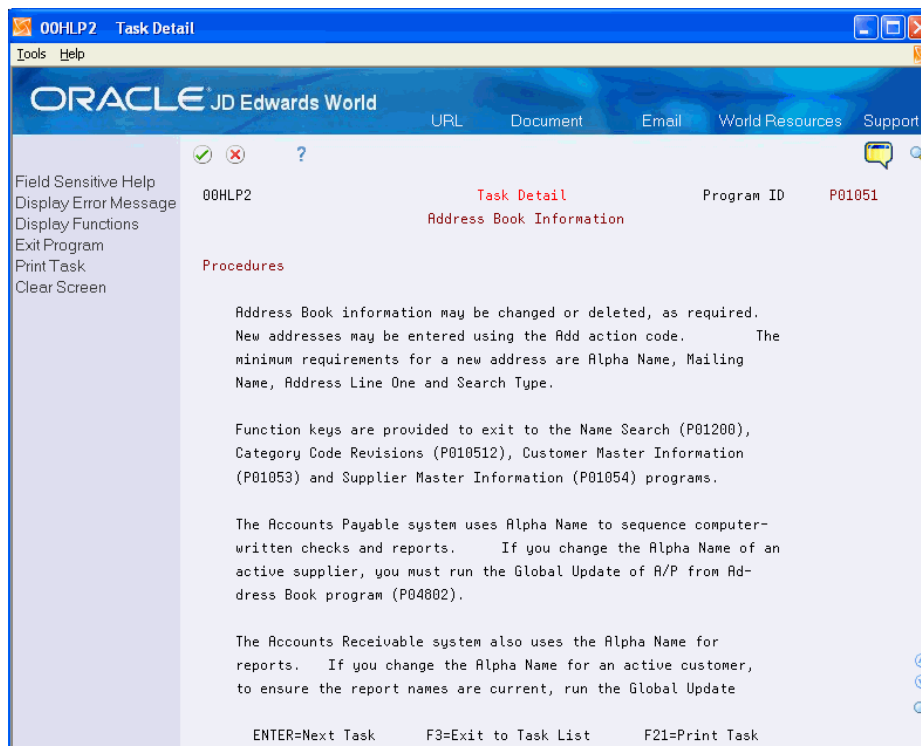 00HLP2 Task Detail
Tools Help
ORACLE JD Edwards World
URL Document Email World Resources Support
?
Field Sensitive Help
Display Error Message
Display Functions
Exit Program
Print Task
Clear Screen
00HLP2 Task Detail Program ID P01051
Address Book Information
Procedures
Address Book information may be changed or deleted, as required.
New addresses may be entered using the Add action code. The
minimum requirements for a new address are Alpha Name, Mailing
Name, Address Line One and Search Type.
Function keys are provided to exit to the Name Search (P01200),
Category Code Revisions (P010512), Customer Master Information
(P01053) and Supplier Master Information (P01054) programs.
The Accounts Payable system uses Alpha Name to sequence computer-
written checks and reports. If you change the Alpha Name of an
active supplier, you must run the Global Update of A/P from Ad-
dress Book program (P04802).
The Accounts Receivable system also uses the Alpha Name for
reports. If you change the Alpha Name for an active customer,
to ensure the report names are current, run the Global Update
ENTER=Next Task F3=Exit to Task List F21=Print Task